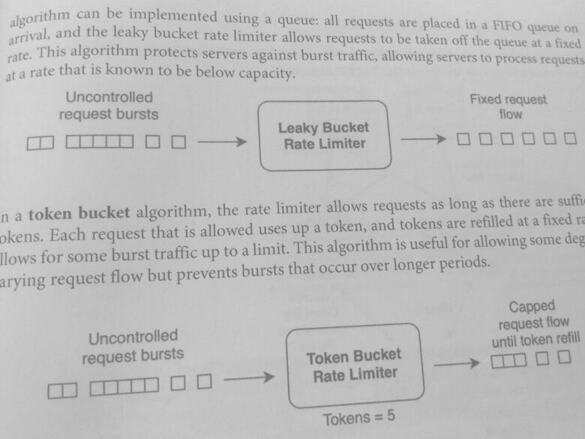 algorithm can be implemented using a queue: all requests are placed in a FIFO queue on
arrival, and the leaky bucket rate limiter allows requests to be taken off the queue at a fixed
rate. This algorithm protects servers against burst traffic, allowing servers to process requests
at a rate that is known to be below capacity.
Uncontrolled
request bursts
Leaky Bucket
Rate Limiter
Fixed request
flow
n a token bucket algorithm, the rate limiter allows requests as long as there are suffi
okens. Each request that is allowed uses up a token, and tokens are refilled at a fixed ra
llows for some burst traffic up to a limit. This algorithm is useful for allowing some deg
arying request flow but prevents bursts that occur over longer periods.
Uncontrolled
request bursts
Token Bucket
Rate Limiter
Tokens = 5
Capped
request flow
until token refill